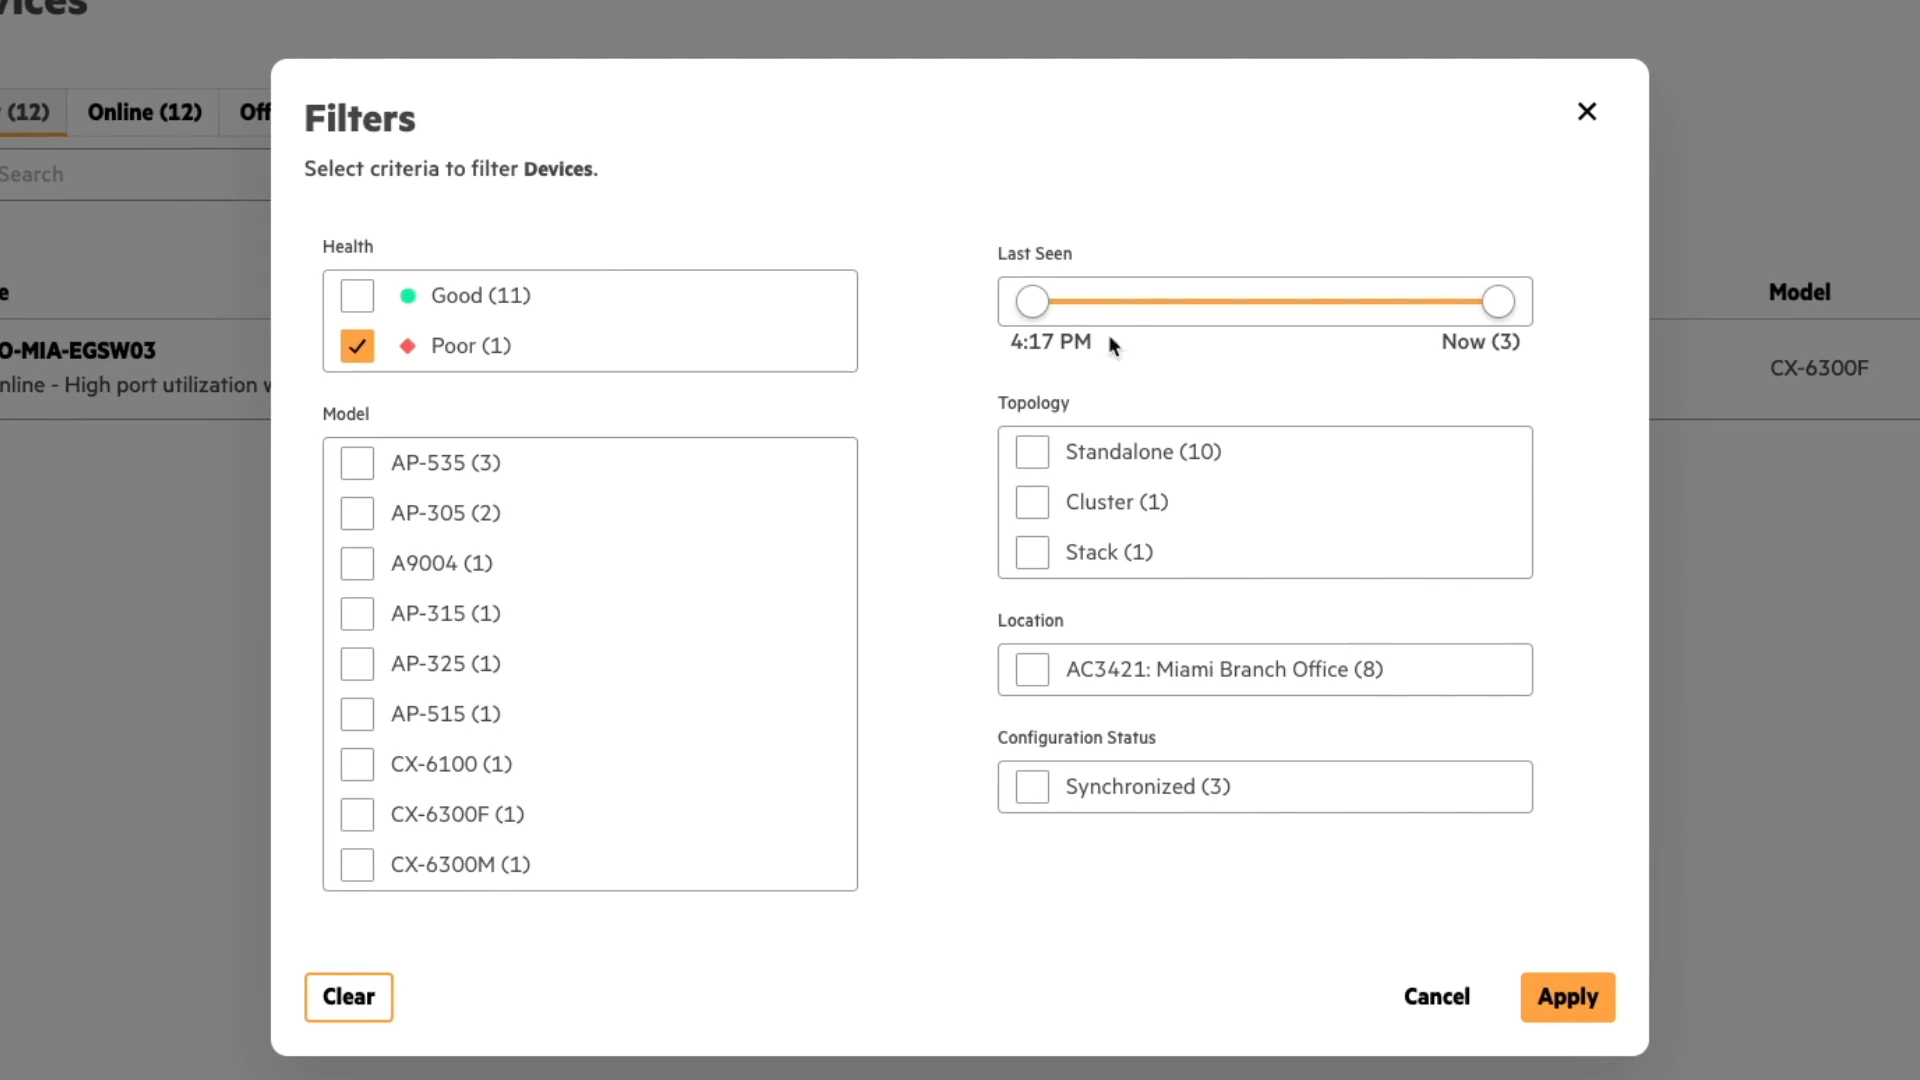 Filters
Select criteria to filter Devices.
(12)
Online (12)
Off
Search
Health
Good (11)
Poor (1)
Model
AP-535 (3)
AP-305 (2)
A9004 (1)
AP-315 (1)
AP-325 (1)
AP-515 (1)
CX-6100 (1)
CX-6300F (1)
CX-6300M (1)
Last Seen
4:17 PM
Now (3)
Topology
Standalone (10)
Cluster (1)
Stack (1)
Location
AC3421: Miami Branch Office (8)
Configuration Status
Synchronized (3)
Clear
Cancel
Apply
O-MIA-EGSW03
nline - High port utilization
Model
CX-6300F